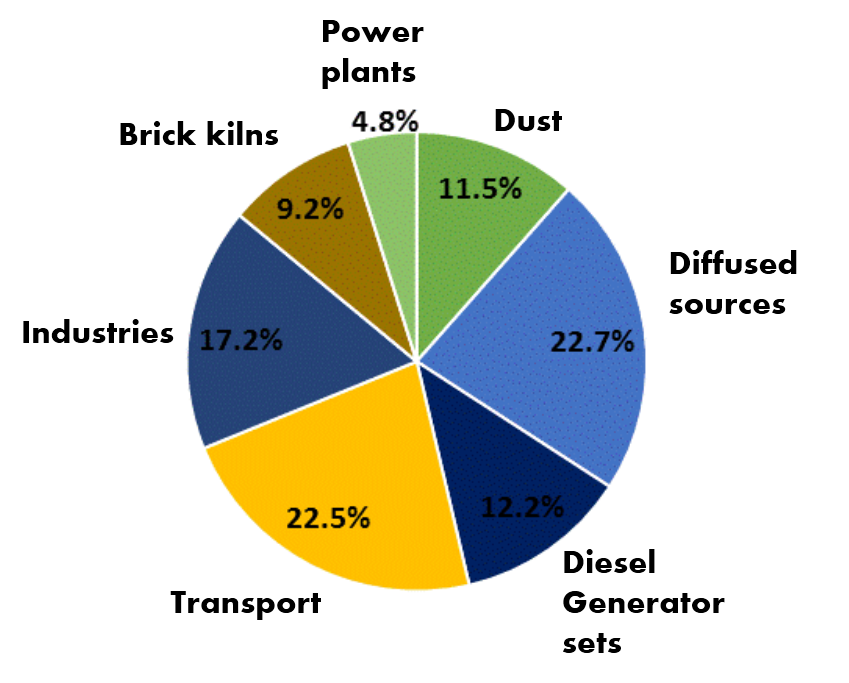 Power
plants
4.8%
Dust
11.5%
Brick kilns
9.2%
Diffused
sources
22.7%
Industries
17.2%
12.2%
Diesel
Generator
sets
22.5%
Transport